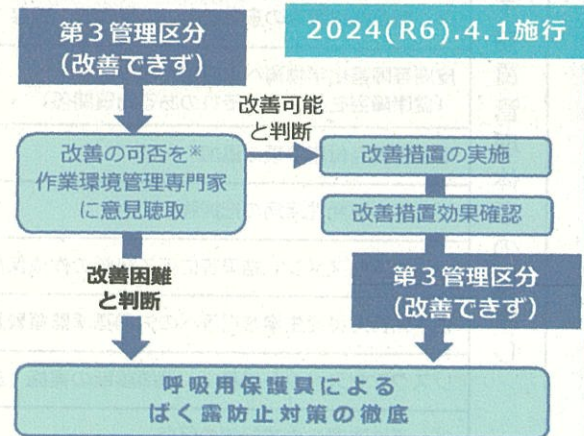 第3管理区分
（改善できず）
2024(R6).4.1施行
改善可能
と判断
改善の可否を※
作業環境管理専門家
に意見聴取
改善措置の実施
改善措置効果確認
改善困難
と判断
第3管理区分
（改善できず）
呼吸用保護具による
ばく露防止対策の徹底